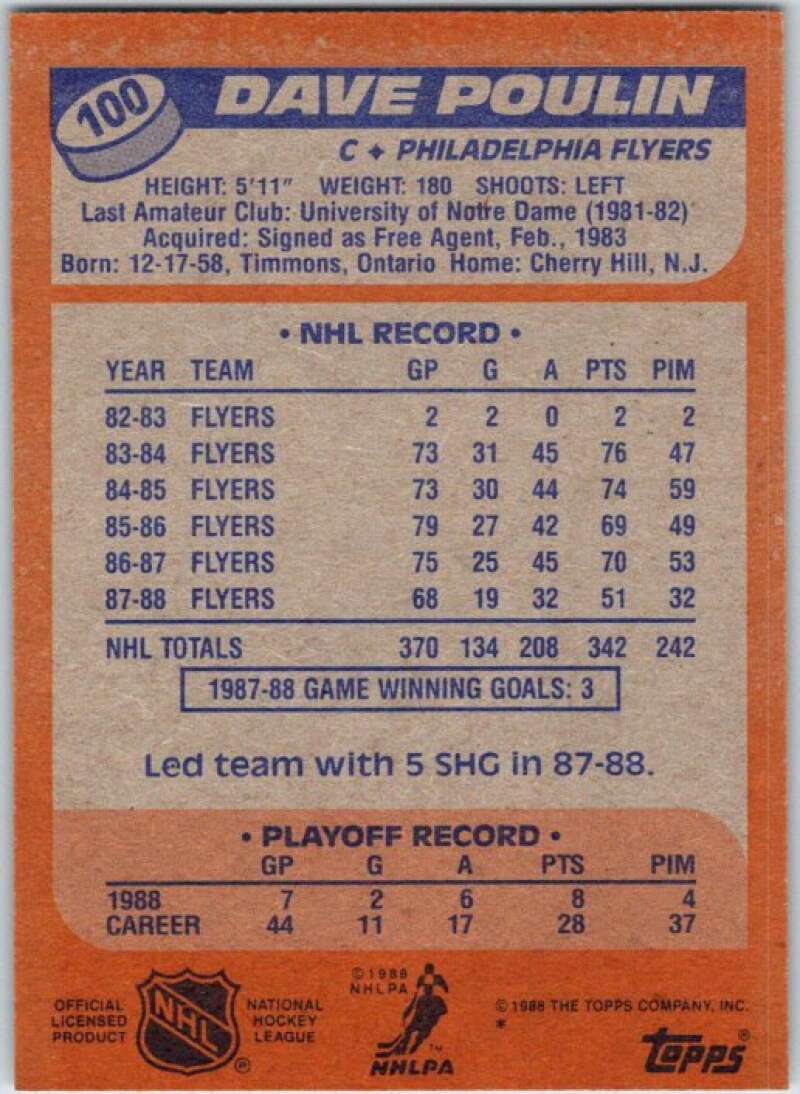 100
DAVE POULIN
C ✦ PHILADELPHIA FLYERS
HEIGHT: 5'11" WEIGHT: 180 SHOOTS: LEFT
Last Amateur Club: University of Notre Dame (1981-82)
Acquired: Signed as Free Agent, Feb., 1983
Born: 12-17-58, Timmons, Ontario Home: Cherry Hill, N.J.
• NHL RECORD •
YEAR TEAM GP G A PTS PIM
82-83 FLYERS 2 2 0 2 2
83-84 FLYERS 73 31 45 76 47
84-85 FLYERS 73 30 44 74 59
85-86 FLYERS 79 27 42 69 49
86-87 FLYERS 75 25 45 70 53
87-88 FLYERS 68 19 32 51 32
NHL TOTALS 370 134 208 342 242
1987-88 GAME WINNING GOALS: 3
Led team with 5 SHG in 87-88.
• PLAYOFF RECORD •
GP G A PTS PIM
1988 7 2 6 8 4
CAREER 44 11 17 28 37
OFFICIAL
LICENSED
PRODUCT
NHL
®
NATIONAL
HOCKEY
LEAGUE
© 1988
NHLPA
™
NHLPA
© 1988 THE TOPPS COMPANY, INC.
*
topps®